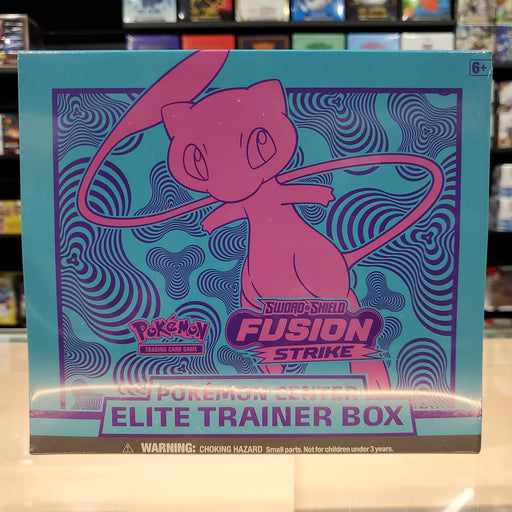 6+
SWORD & SHIELD
POKÉMON
TRADING CARD GAME
FUSION
STRIKE
POKÉMON CENTER
ELITE TRAINER BOX
⚠ WARNING: CHOKING HAZARD Small parts. Not for children under 3 years.